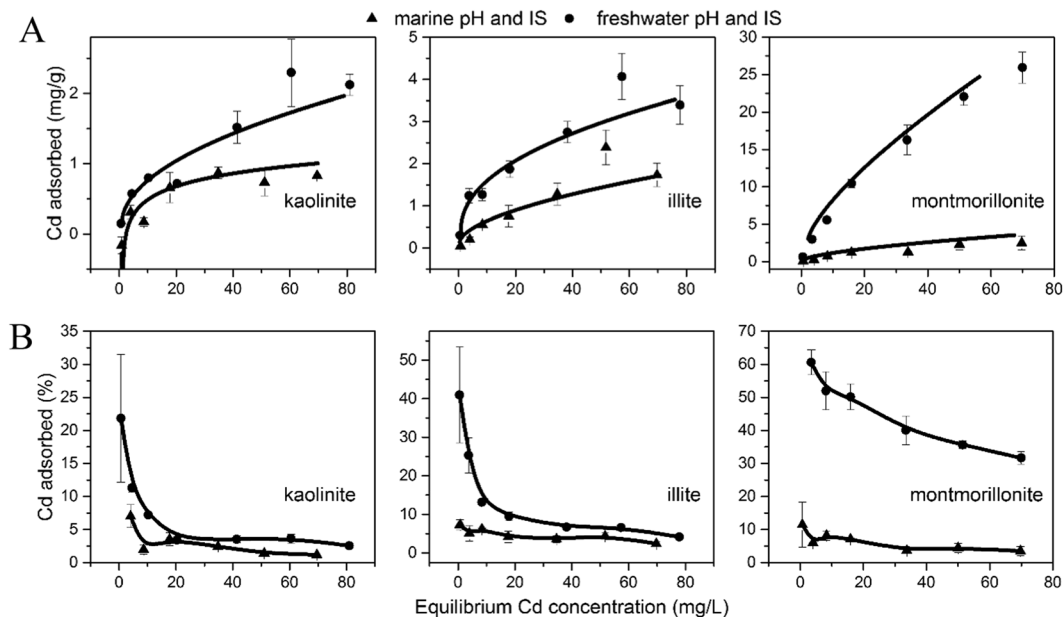 ▲ marine pH and IS ● freshwater pH and IS
A
Cd adsorbed (mg/g)
2
1
0
kaolinite
0 20 40 60 80
5
4
3
2
1
0
illite
0 20 40 60 80
30
25
20
15
10
5
0
montmorillonite
0 20 40 60 80
B
Cd adsorbed (%)
35
30
25
20
15
10
5
0
kaolinite
0 20 40 60 80
50
40
30
20
10
0
illite
0 20 40 60 80
70
60
50
40
30
20
10
0
montmorillonite
0 20 40 60 80
Equilibrium Cd concentration (mg/L)